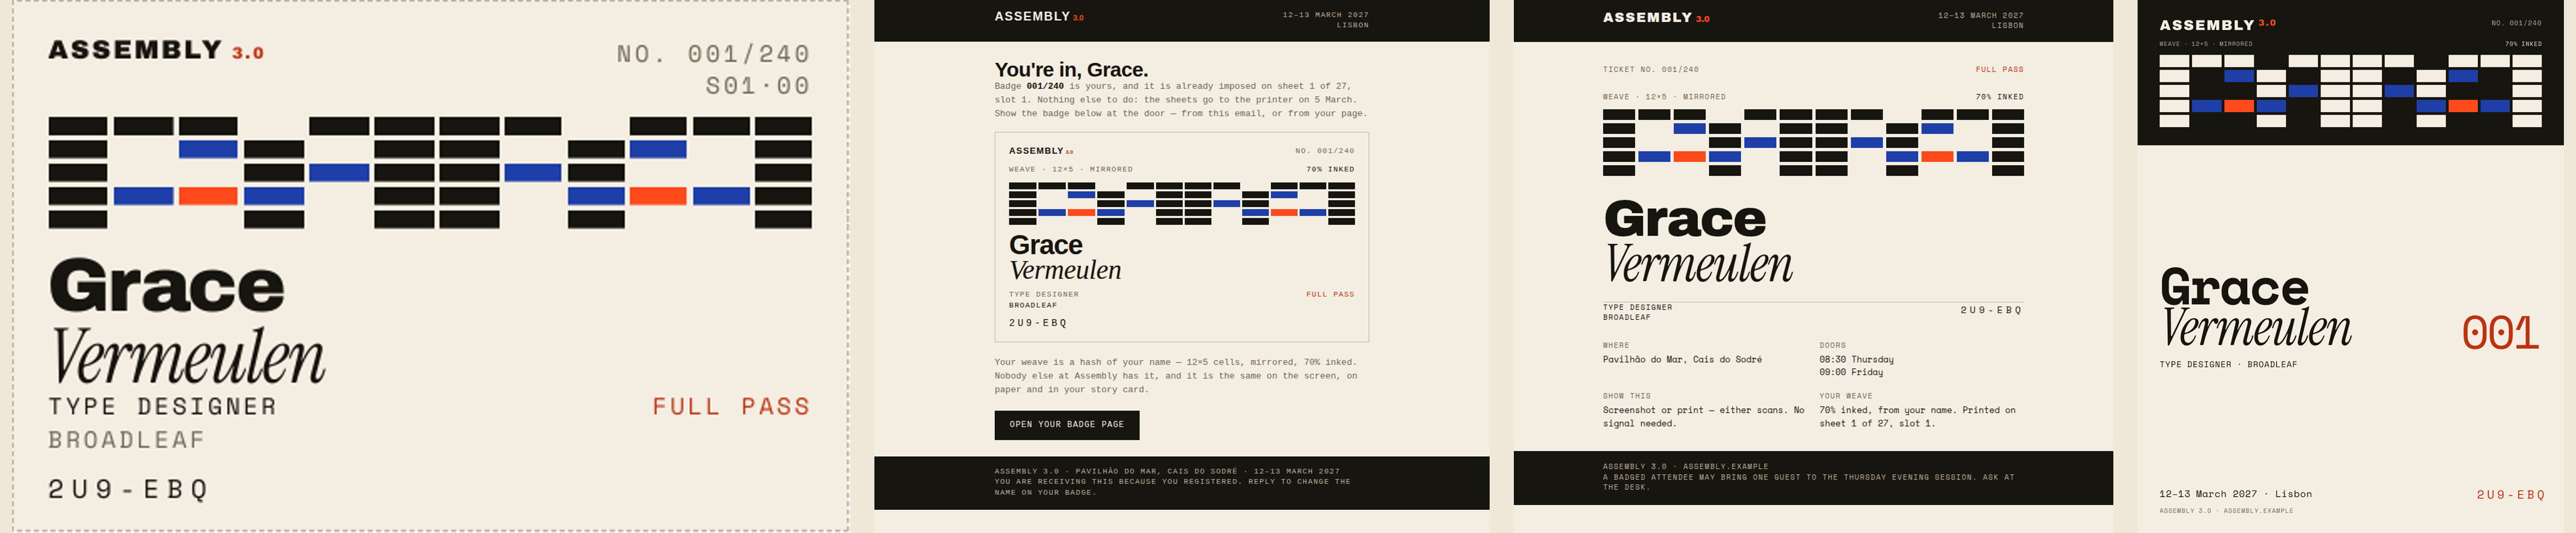 ASSEMBLY 3.0
NO. 001/240
S01·00
Grace
Vermeulen
TYPE DESIGNER
FULL PASS
BROADLEAF
2U9-EBQ
ASSEMBLY 3.0
12–13 MARCH 2027
LISBON
You're in, Grace.
Badge 001/240 is yours, and it is already imposed on sheet 1 of 27,
slot 1. Nothing else to do: the sheets go to the printer on 5 March.
Show the badge below at the door — from this email, or from your page.
ASSEMBLY 3.0
NO. 001/240
WEAVE · 12×5 · MIRRORED
70% INKED
Grace
Vermeulen
TYPE DESIGNER
FULL PASS
BROADLEAF
2U9-EBQ
Your weave is a hash of your name — 12×5 cells, mirrored, 70% inked.
Nobody else at Assembly has it, and it is the same on the screen, on
paper and in your story card.
OPEN YOUR BADGE PAGE
ASSEMBLY 3.0 · PAVILHÃO DO MAR, CAIS DO SODRÉ · 12–13 MARCH 2027
YOU ARE RECEIVING THIS BECAUSE YOU REGISTERED. REPLY TO CHANGE THE
NAME ON YOUR BADGE.
ASSEMBLY 3.0
12–13 MARCH 2027
LISBON
TICKET NO. 001/240
FULL PASS
WEAVE · 12×5 · MIRRORED
70% INKED
Grace
Vermeulen
TYPE DESIGNER
BROADLEAF
2U9-EBQ
WHERE
Pavilhão do Mar, Cais do Sodré
DOORS
08:30 Thursday
09:00 Friday
SHOW THIS
Screenshot or print — either scans. No
signal needed.
YOUR WEAVE
70% inked, from your name. Printed on
sheet 1 of 27, slot 1.
ASSEMBLY 3.0 · ASSEMBLY.EXAMPLE
A BADGED ATTENDEE MAY BRING ONE GUEST TO THE THURSDAY EVENING SESSION. ASK AT
THE DESK.
ASSEMBLY 3.0
NO. 001/240
WEAVE · 12×5 · MIRRORED
70% INKED
Grace
Vermeulen
001
TYPE DESIGNER · BROADLEAF
12–13 March 2027 · Lisbon
2U9-EBQ
ASSEMBLY 3.0 · ASSEMBLY.EXAMPLE